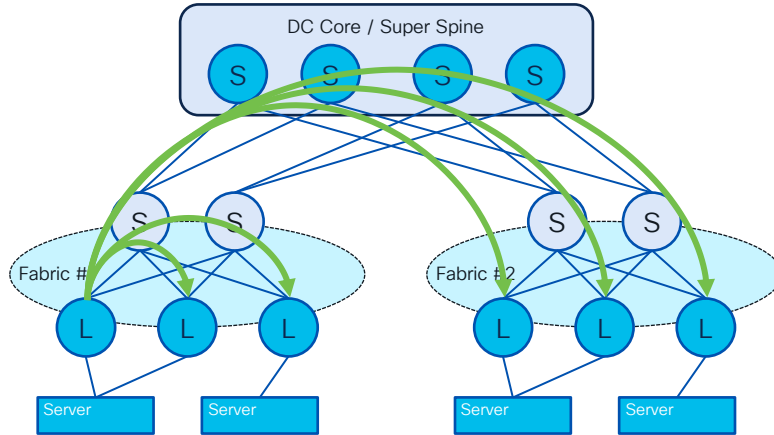 DC Core / Super Spine
S S S S
S S S S
Fabric # Fabric #2
L L L L L L
Server Server Server Server